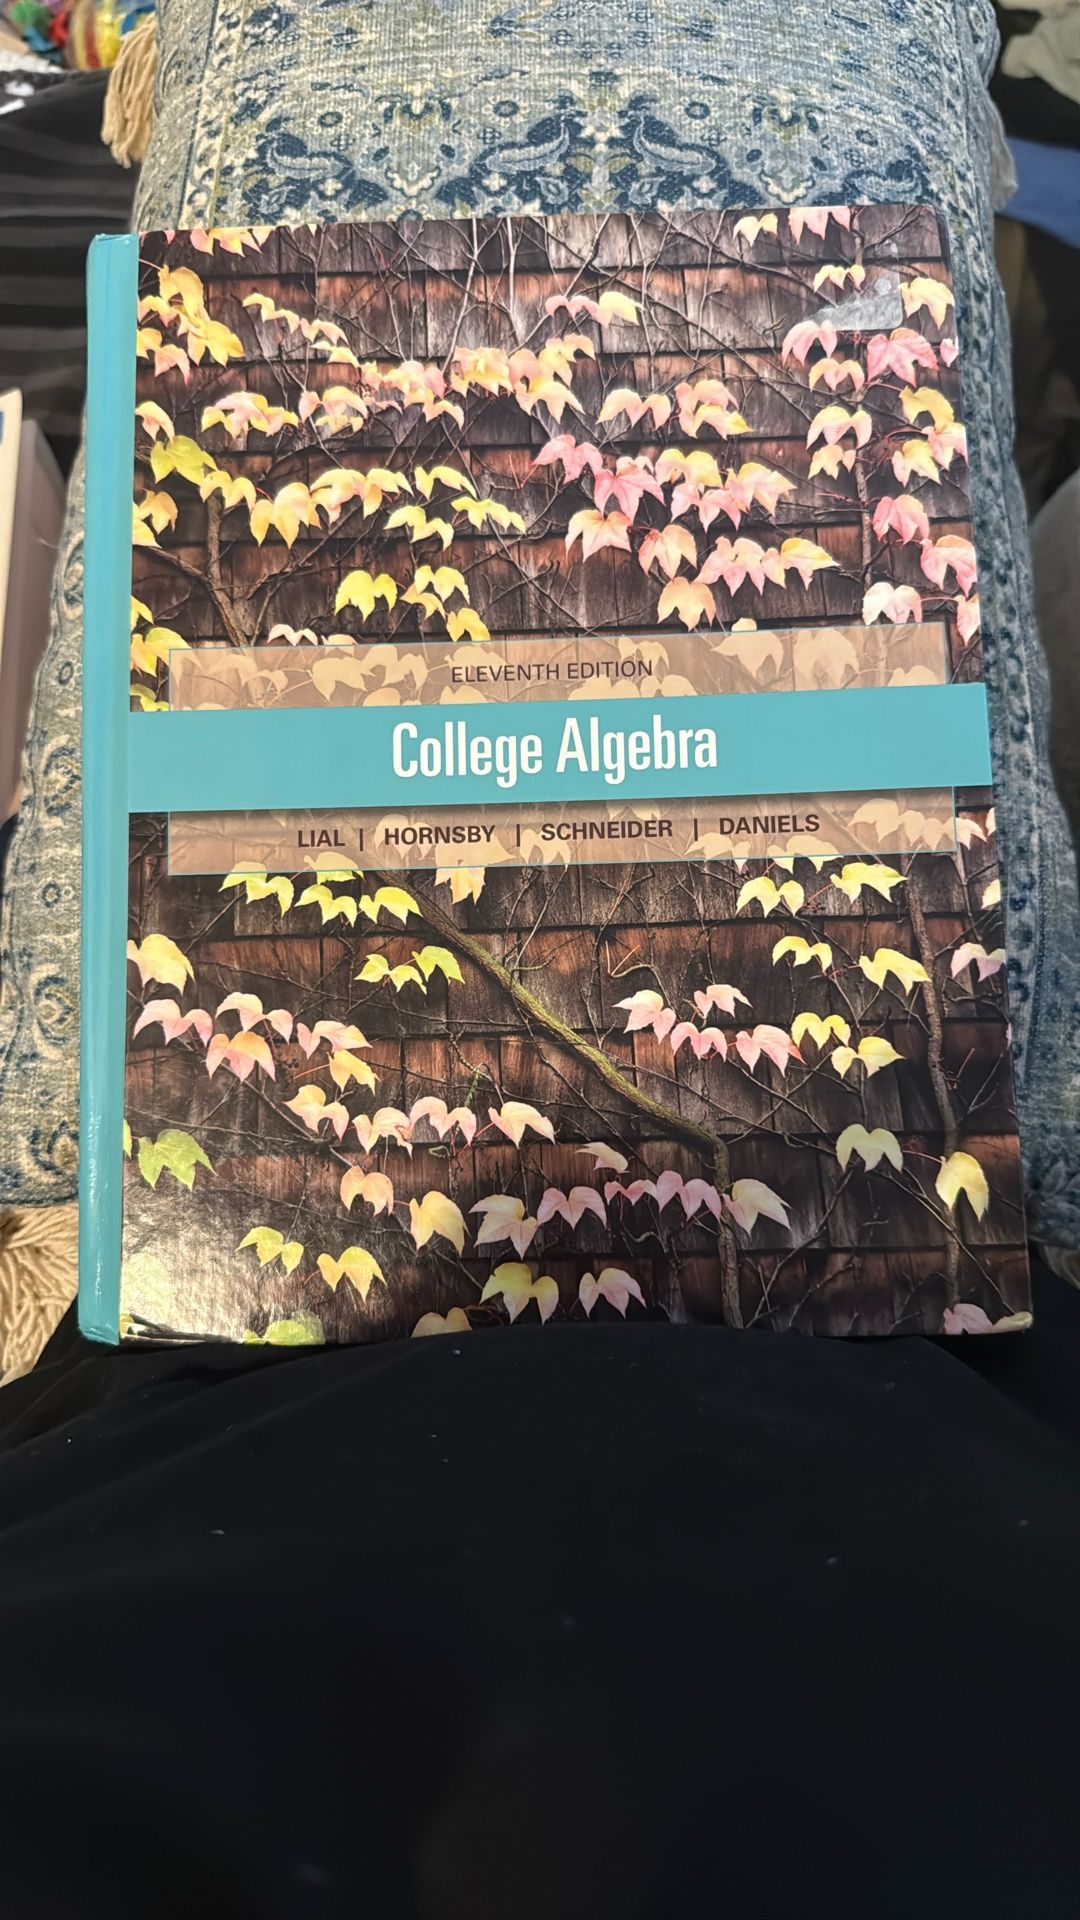 ELEVENTH EDITION
College Algebra
LIAL | HORNSBY | SCHNEIDER | DANIELS